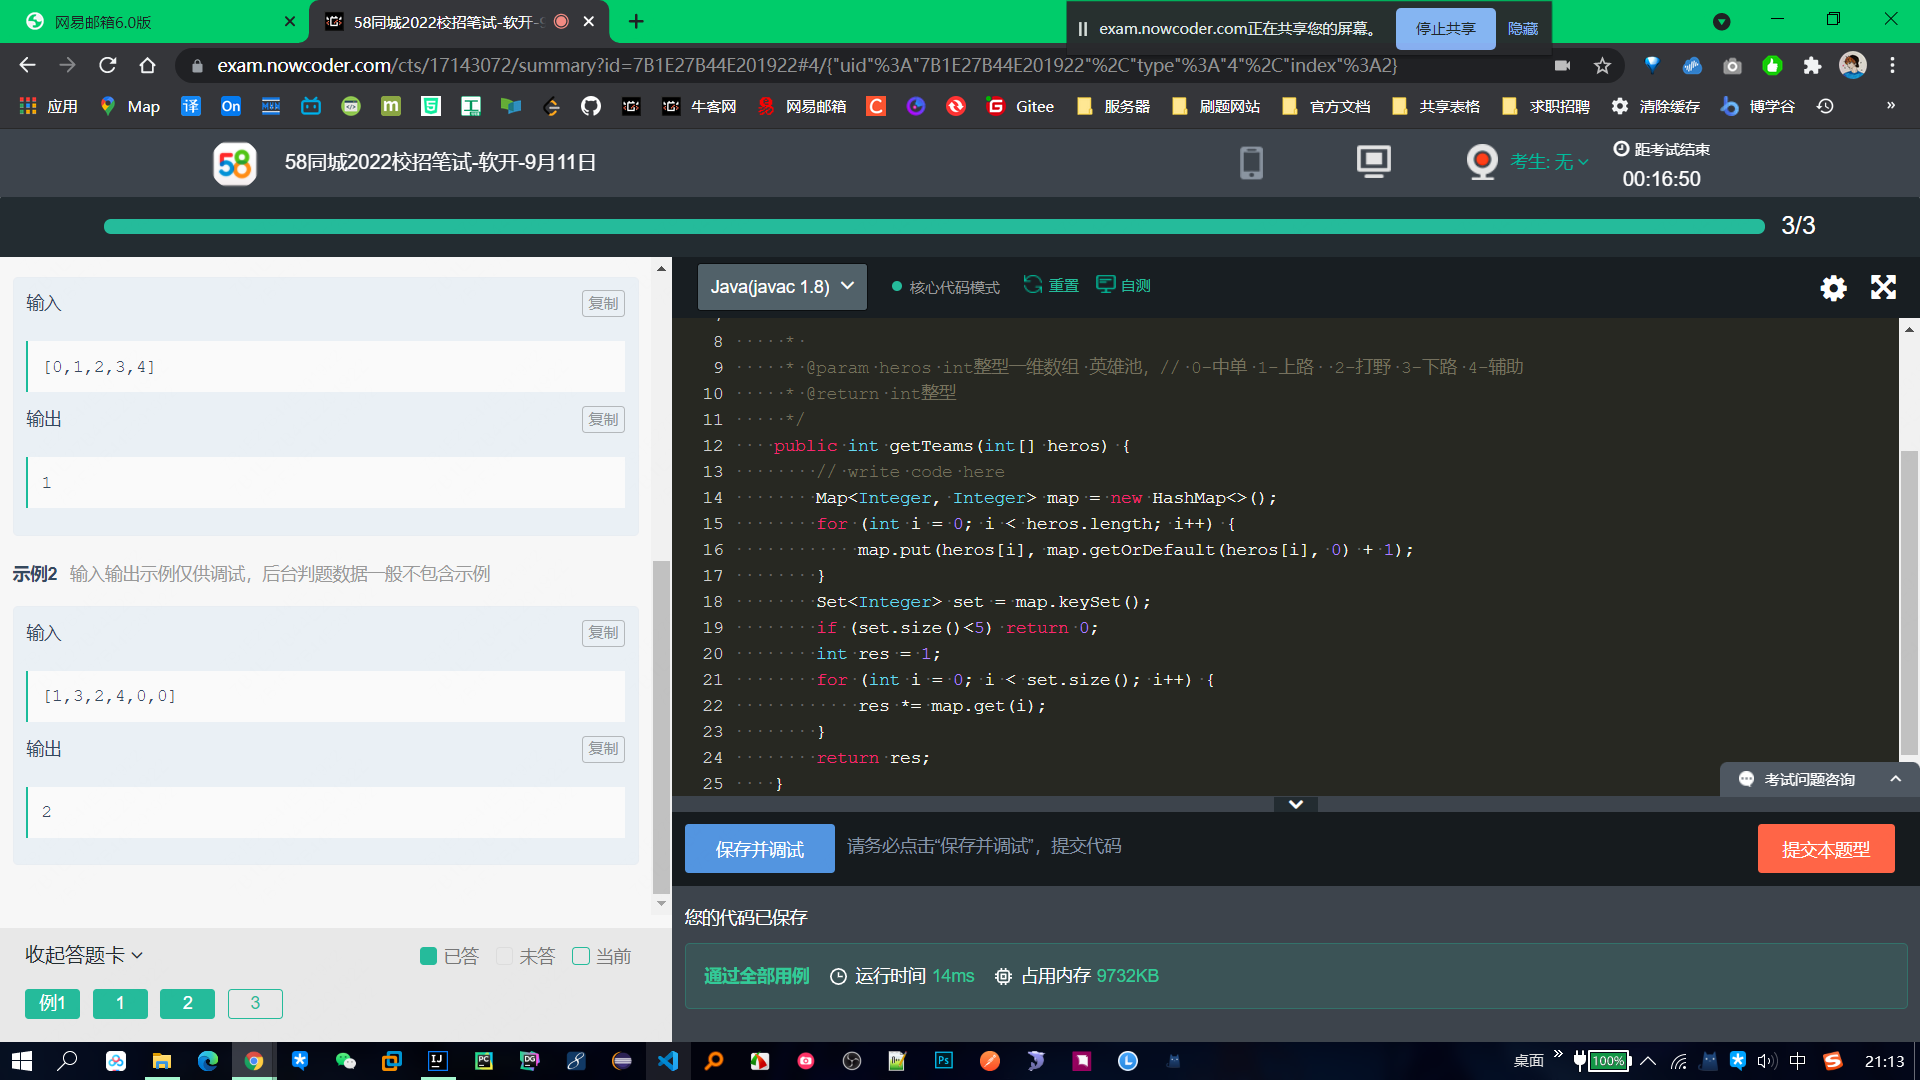 网易邮箱6.0版
58同城2022校招笔试-软开-9
exam.nowcoder.com正在共享您的屏幕。
停止共享
隐藏
exam.nowcoder.com/cts/17143072/summary?id=7B1E27B44E201922#4/{"uid"%3A"7B1E27B44E201922"%2C"type"%3A"4"%2C"index"%3A2}
应用
Map
译
On
牛客网
网易邮箱
Gitee
服务器
刷题网站
官方文档
共享表格
求职招聘
清除缓存
博学谷
»
58
58同城2022校招笔试-软开-9月11日
考生: 无
距考试结束
00:16:50
3/3
输入
复制
[0,1,2,3,4]
输出
复制
1
示例2 输入输出示例仅供调试，后台判题数据一般不包含示例
输入
复制
[1,3,2,4,0,0]
输出
复制
2
收起答题卡
已答
未答
当前
例1
1
2
3
Java(javac 1.8)
核心代码模式
重置
自测
8 *
9 * @param heros int整型一维数组 英雄池，// 0-中单 1-上路  2-打野 3-下路 4-辅助
10 * @return int整型
11 */
12 public int getTeams(int[] heros) {
13 // write code here
14 Map<Integer, Integer> map = new HashMap<>();
15 for (int i = 0; i < heros.length; i++) {
16 map.put(heros[i], map.getOrDefault(heros[i], 0) + 1);
17 }
18 Set<Integer> set = map.keySet();
19 if (set.size()<5) return 0;
20 int res = 1;
21 for (int i = 0; i < set.size(); i++) {
22 res *= map.get(i);
23 }
24 return res;
25 }
考试问题咨询
保存并调试
请务必点击“保存并调试”，提交代码
提交本题型
您的代码已保存
通过全部用例
运行时间 14ms
占用内存 9732KB
桌面
»
100%
中
21:13